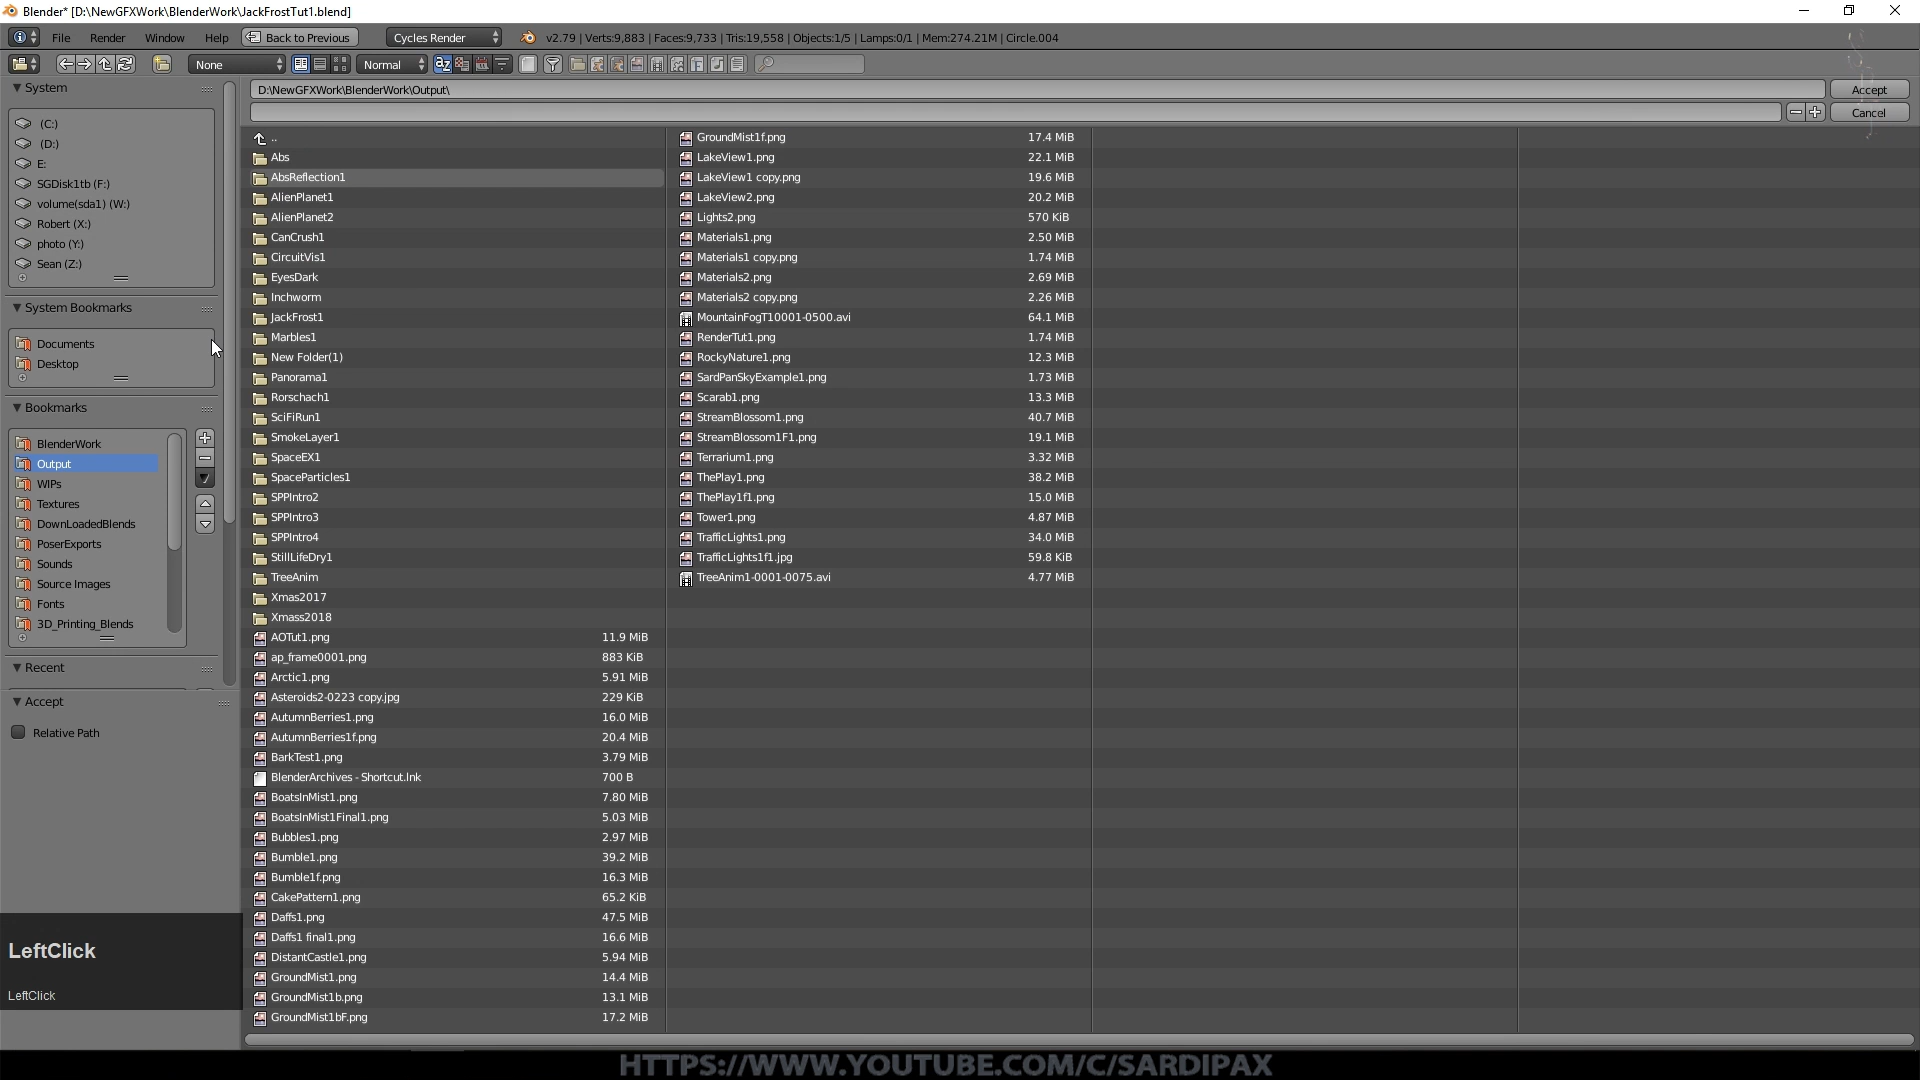 Blender* [D:\NewGFXWork\BlenderWork\JackFrostTut1.blend]
File Render Window Help Back to Previous Cycles Render v2.79 | Verts:9,883 | Faces:9,733 | Tris:19,558 | Objects:1/5 | Lamps:0/1 | Mem:274.21M | Circle.004
None Normal
System
(C:)
(D:)
E:
SGDisk1tb (F:)
volume(sda1) (W:)
Robert (X:)
photo (Y:)
Sean (Z:)
System Bookmarks
Documents
Desktop
Bookmarks
BlenderWork
Output
WIPs
Textures
DownLoadedBlends
PoserExports
Sounds
Source Images
Fonts
3D_Printing_Blends
Recent
Accept
Relative Path
LeftClick
LeftClick
D:\NewGFXWork\BlenderWork\Output\
Accept
Cancel
..
Abs
AbsReflection1
AlienPlanet1
AlienPlanet2
CanCrush1
CircuitVis1
EyesDark
Inchworm
JackFrost1
Marbles1
New Folder(1)
Panorama1
Rorschach1
SciFiRun1
SmokeLayer1
SpaceEX1
SpaceParticles1
SPPIntro2
SPPIntro3
SPPIntro4
StillLifeDry1
TreeAnim
Xmas2017
Xmass2018
AOTut1.png 11.9 MiB
ap_frame0001.png 883 KiB
Arctic1.png 5.91 MiB
Asteroids2-0223 copy.jpg 229 KiB
AutumnBerries1.png 16.0 MiB
AutumnBerries1f.png 20.4 MiB
BarkTest1.png 3.79 MiB
BlenderArchives - Shortcut.lnk 700 B
BoatsInMist1.png 7.80 MiB
BoatsInMist1Final1.png 5.03 MiB
Bubbles1.png 2.97 MiB
Bumble1.png 39.2 MiB
Bumble1f.png 16.3 MiB
CakePattern1.png 65.2 KiB
Daffs1.png 47.5 MiB
Daffs1 final1.png 16.6 MiB
DistantCastle1.png 5.94 MiB
GroundMist1.png 14.4 MiB
GroundMist1b.png 13.1 MiB
GroundMist1bF.png 17.2 MiB
GroundMist1f.png 17.4 MiB
LakeView1.png 22.1 MiB
LakeView1 copy.png 19.6 MiB
LakeView2.png 20.2 MiB
Lights2.png 570 KiB
Materials1.png 2.50 MiB
Materials1 copy.png 1.74 MiB
Materials2.png 2.69 MiB
Materials2 copy.png 2.26 MiB
MountainFogT10001-0500.avi 64.1 MiB
RenderTut1.png 1.74 MiB
RockyNature1.png 12.3 MiB
SardPanSkyExample1.png 1.73 MiB
Scarab1.png 13.3 MiB
StreamBlossom1.png 40.7 MiB
StreamBlossom1F1.png 19.1 MiB
Terrarium1.png 3.32 MiB
ThePlay1.png 38.2 MiB
ThePlay1f1.png 15.0 MiB
Tower1.png 4.87 MiB
TrafficLights1.png 34.0 MiB
TrafficLights1f1.jpg 59.8 KiB
TreeAnim1-0001-0075.avi 4.77 MiB
HTTPS://WWW.YOUTUBE.COM/C/SARDIPAX